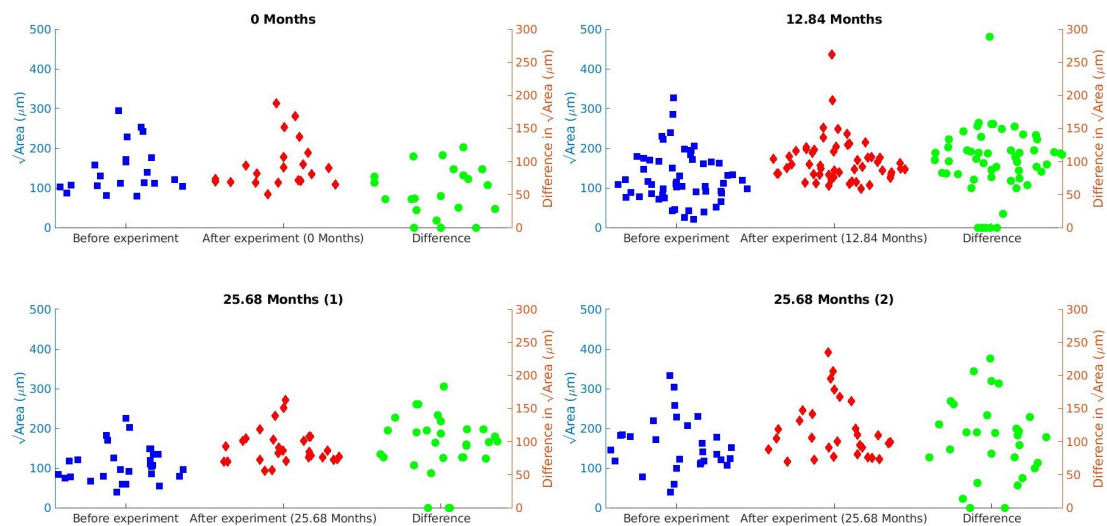 0 Months
500
400
300
200
100
0
√Area (μm)
300
250
200
150
100
50
0
Difference in √Area (μm)
Before experiment
After experiment (0 Months)
Difference
12.84 Months
500
400
300
200
100
0
√Area (μm)
300
250
200
150
100
50
0
Difference in √Area (μm)
Before experiment
After experiment (12.84 Months)
Difference
25.68 Months (1)
500
400
300
200
100
0
√Area (μm)
300
250
200
150
100
50
0
Difference in √Area (μm)
Before experiment
After experiment (25.68 Months)
Difference
25.68 Months (2)
500
400
300
200
100
0
√Area (μm)
300
250
200
150
100
50
0
Difference in √Area (μm)
Before experiment
After experiment (25.68 Months)
Difference